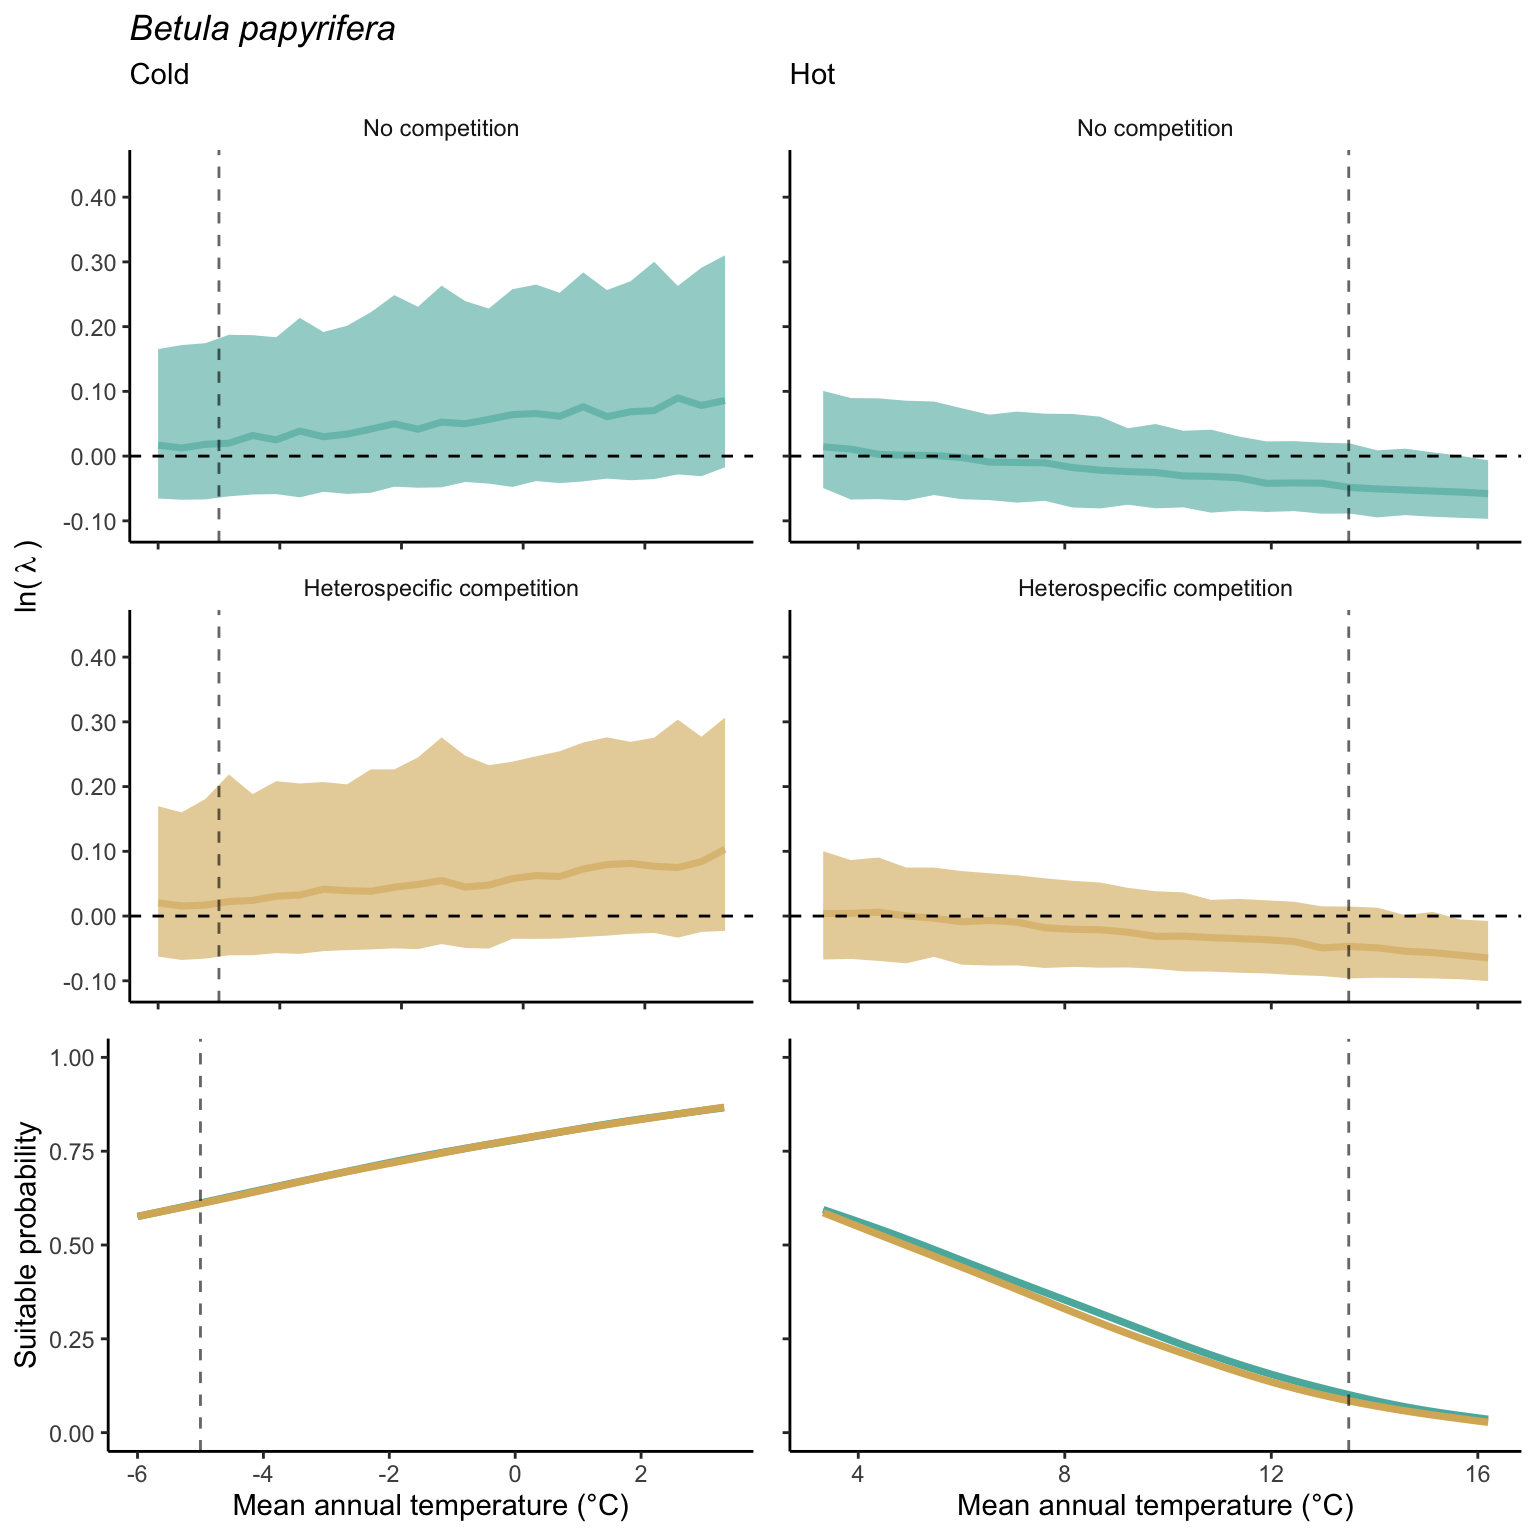 Betula papyrifera
Cold
Hot
No competition
No competition
0.40
0.30
0.20
0.10
0.00
-0.10
ln( λ )
Heterospecific competition
Heterospecific competition
0.40
0.30
0.20
0.10
0.00
-0.10
1.00
0.75
0.50
0.25
0.00
Suitable probability
-6 -4 -2 0 2
4 8 12 16
Mean annual temperature (°C)
Mean annual temperature (°C)